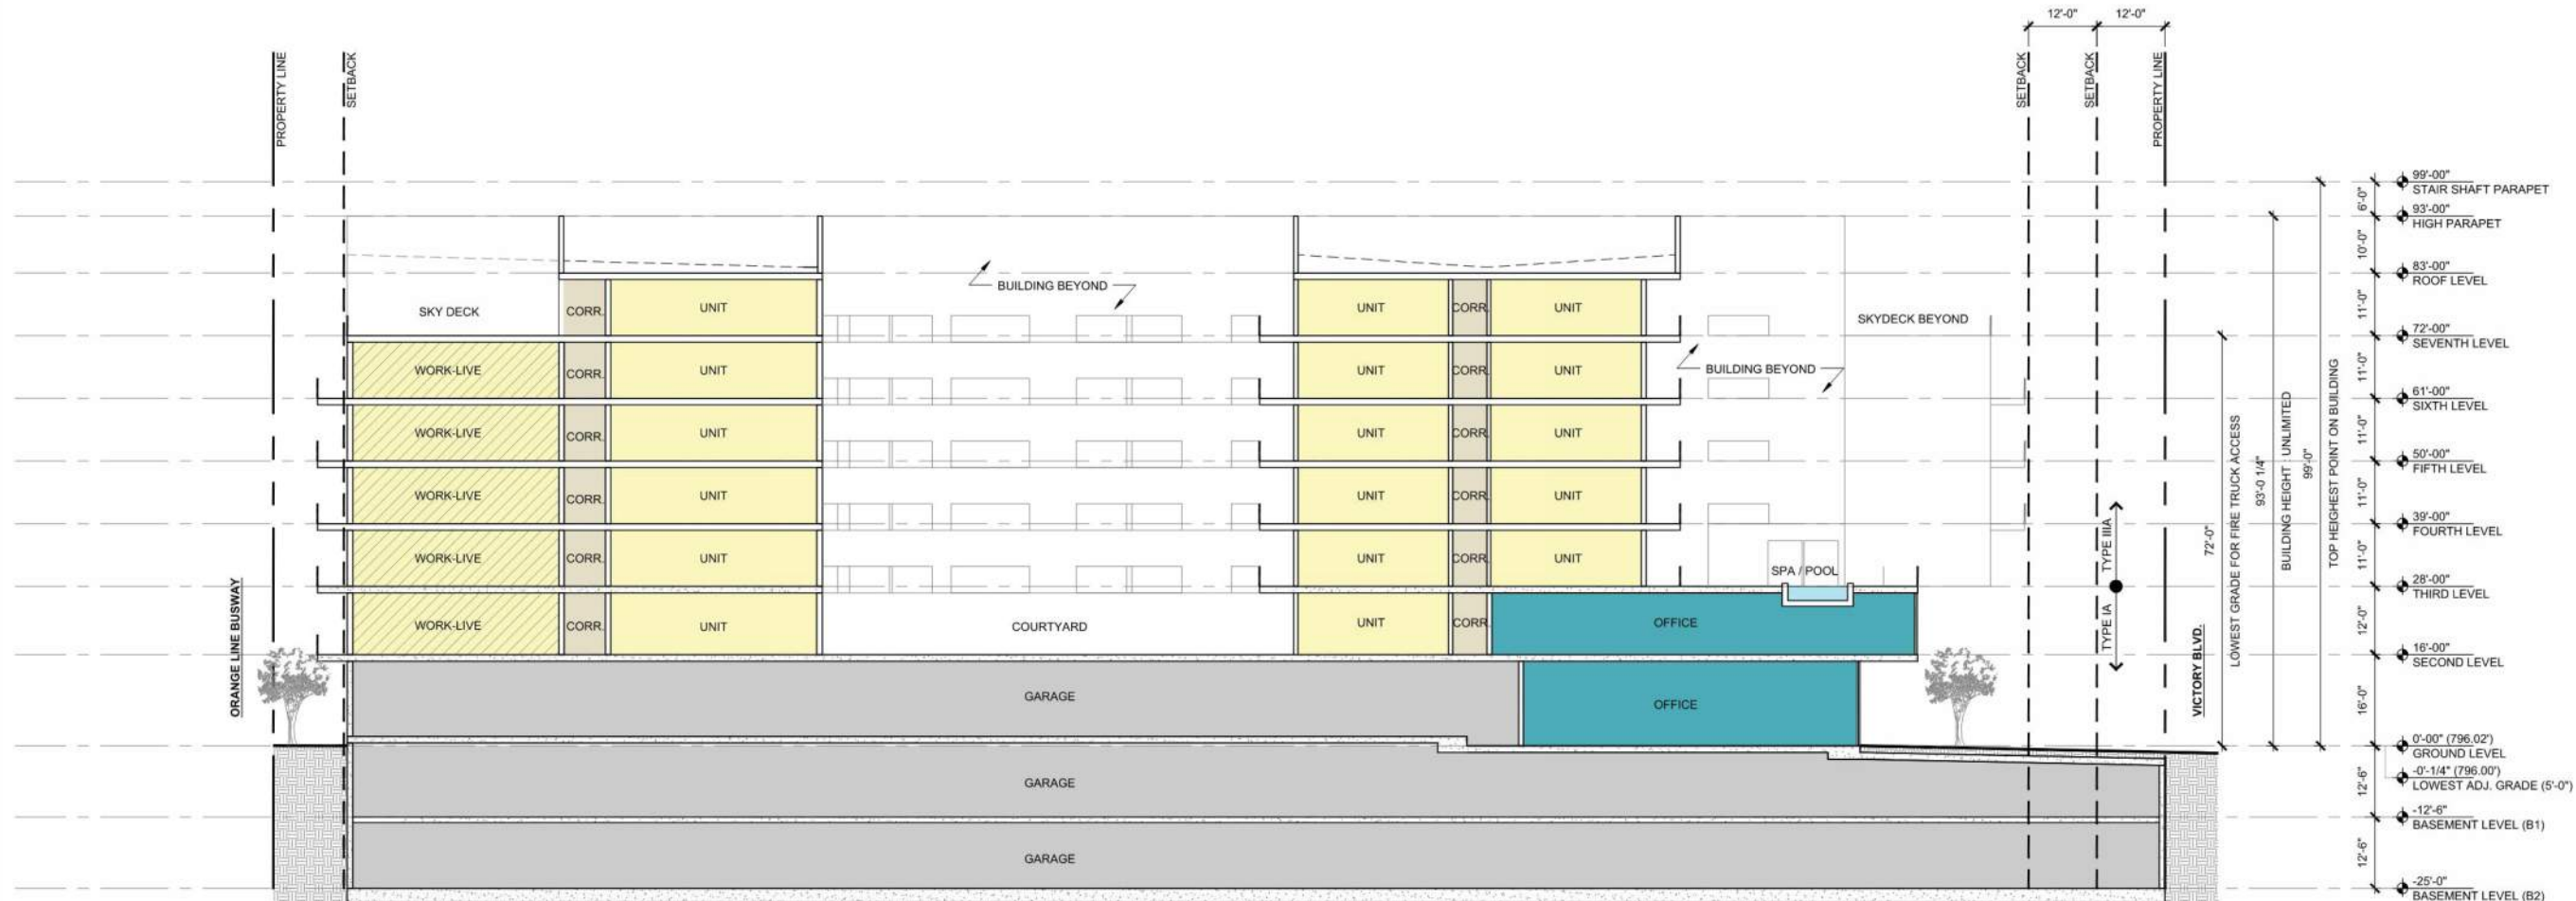 12'-0" 12'-0"
PROPERTY LINE
SETBACK
SETBACK
SETBACK
PROPERTY LINE
99'-00"
STAIR SHAFT PARAPET
6'-0"
93'-00"
HIGH PARAPET
10'-0"
BUILDING BEYOND
83'-00"
ROOF LEVEL
SKY DECK CORR. UNIT UNIT CORR. UNIT SKYDECK BEYOND
11'-0"
72'-00"
SEVENTH LEVEL
WORK-LIVE CORR. UNIT UNIT CORR. UNIT BUILDING BEYOND
11'-0"
61'-00"
SIXTH LEVEL
WORK-LIVE CORR. UNIT UNIT CORR. UNIT
11'-0"
50'-00"
FIFTH LEVEL
WORK-LIVE CORR. UNIT UNIT CORR. UNIT
11'-0"
39'-00"
FOURTH LEVEL
WORK-LIVE CORR. UNIT UNIT CORR. UNIT SPA / POOL
11'-0"
28'-00"
THIRD LEVEL
WORK-LIVE CORR. UNIT COURTYARD UNIT CORR. OFFICE
12'-0"
16'-00"
SECOND LEVEL
GARAGE OFFICE
16'-0"
0'-00" (796.02')
GROUND LEVEL
-0'-1/4" (796.00')
LOWEST ADJ. GRADE (5'-0")
GARAGE
12'-6"
-12'-6"
BASEMENT LEVEL (B1)
GARAGE
12'-6"
-25'-0"
BASEMENT LEVEL (B2)
ORANGE LINE BUSWAY
TYPE IIIA
TYPE IA
VICTORY BLVD.
72'-0"
LOWEST GRADE FOR FIRE TRUCK ACCESS
93'-0 1/4"
BUILDING HEIGHT : UNLIMITED
99'-0"
TOP HEIGHEST POINT ON BUILDING